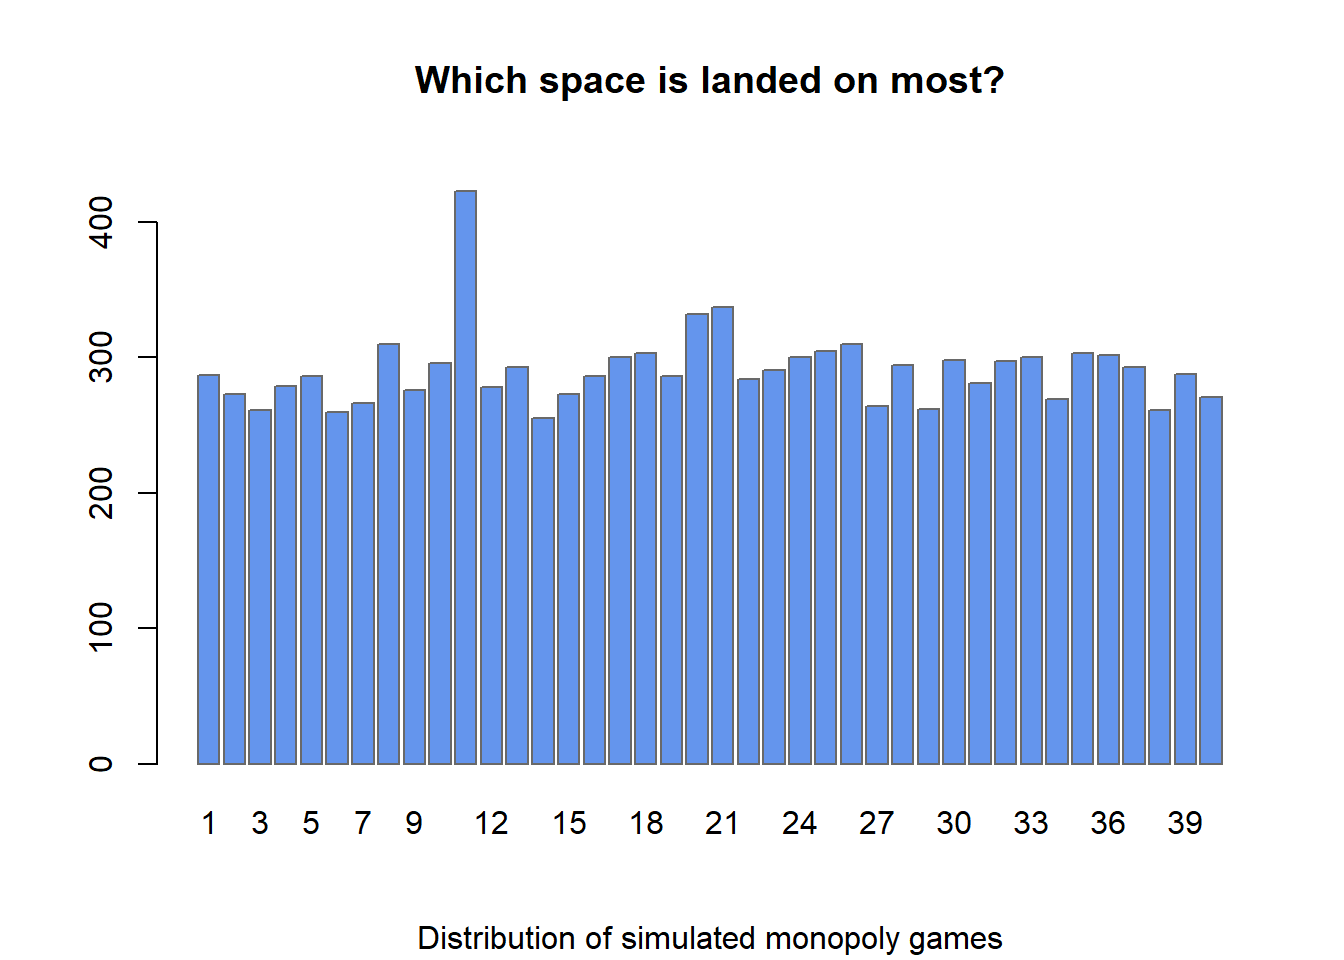 Which space is landed on most?
400
300
200
100
0
1 3 5 7 9 12 15 18 21 24 27 30 33 36 39
Distribution of simulated monopoly games